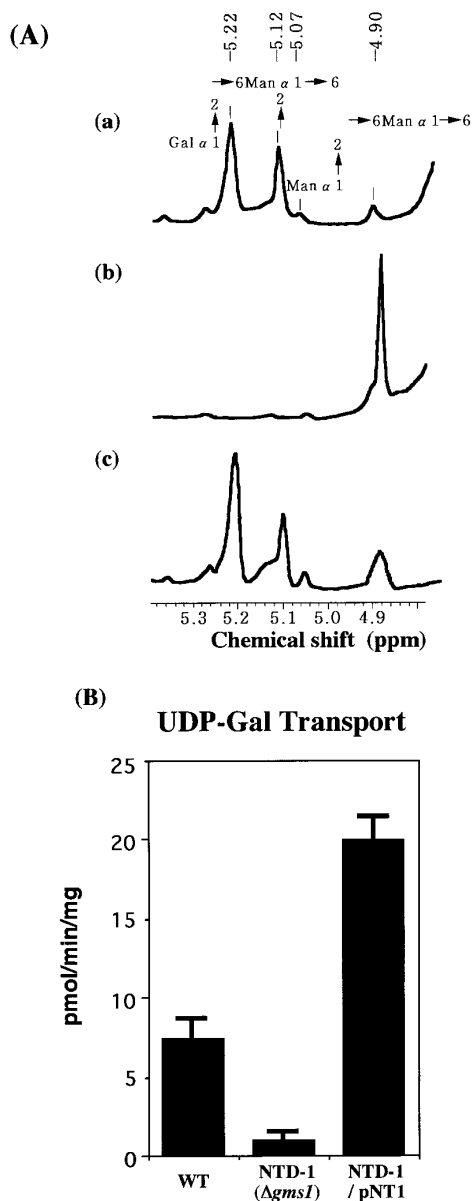 (A)
–5.22 –5.12 –5.07 –4.90
→6Man α 1→6
(a)
2 2 →6Man α 1→6
Gal α 1 2
Man α 1
(b)
(c)
5.3 5.2 5.1 5.0 4.9
Chemical shift (ppm)
(B)
UDP-Gal Transport
25
20
15
10
5
0
pmol/min/mg
WT NTD-1 NTD-1
(Δgms1) / pNT1